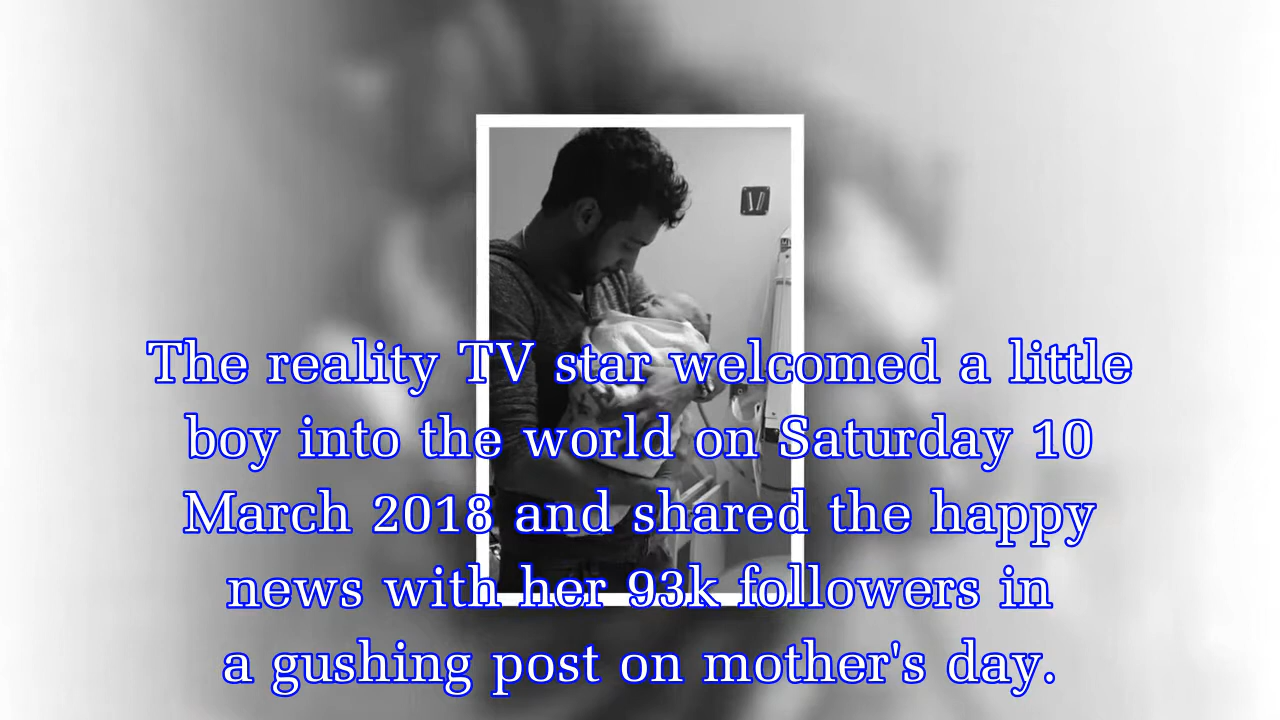 The reality TV star welcomed a little
boy into the world on Saturday 10
March 2018 and shared the happy
news with her 93k followers in
a gushing post on mother's day.